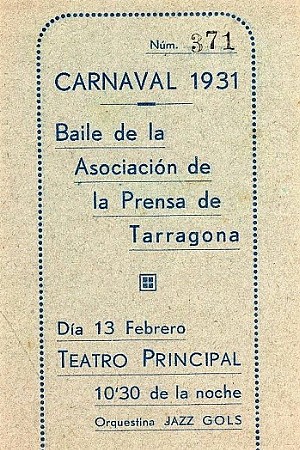 Núm. 371
CARNAVAL 1931
Baile de la
Asociación de
la Prensa de
Tarragona
Día 13 Febrero
TEATRO PRINCIPAL
10'30 de la noche
Orquestina JAZZ GOLS